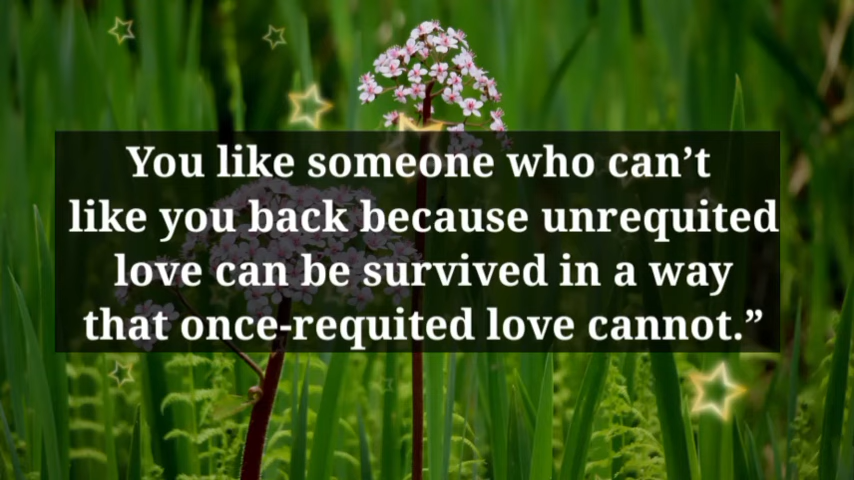 You like someone who can’t
like you back because unrequited
love can be survived in a way
that once-requited love cannot.”